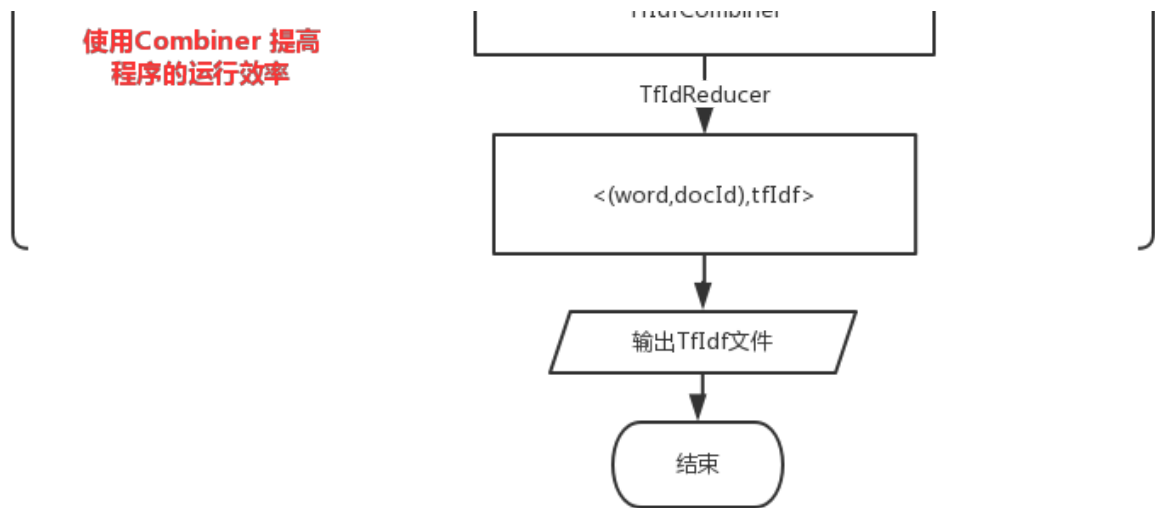 使用Combiner 提高
程序的运行效率
TfIdReducer
<(word,docId),tfIdf>
输出TfIdf文件
结束